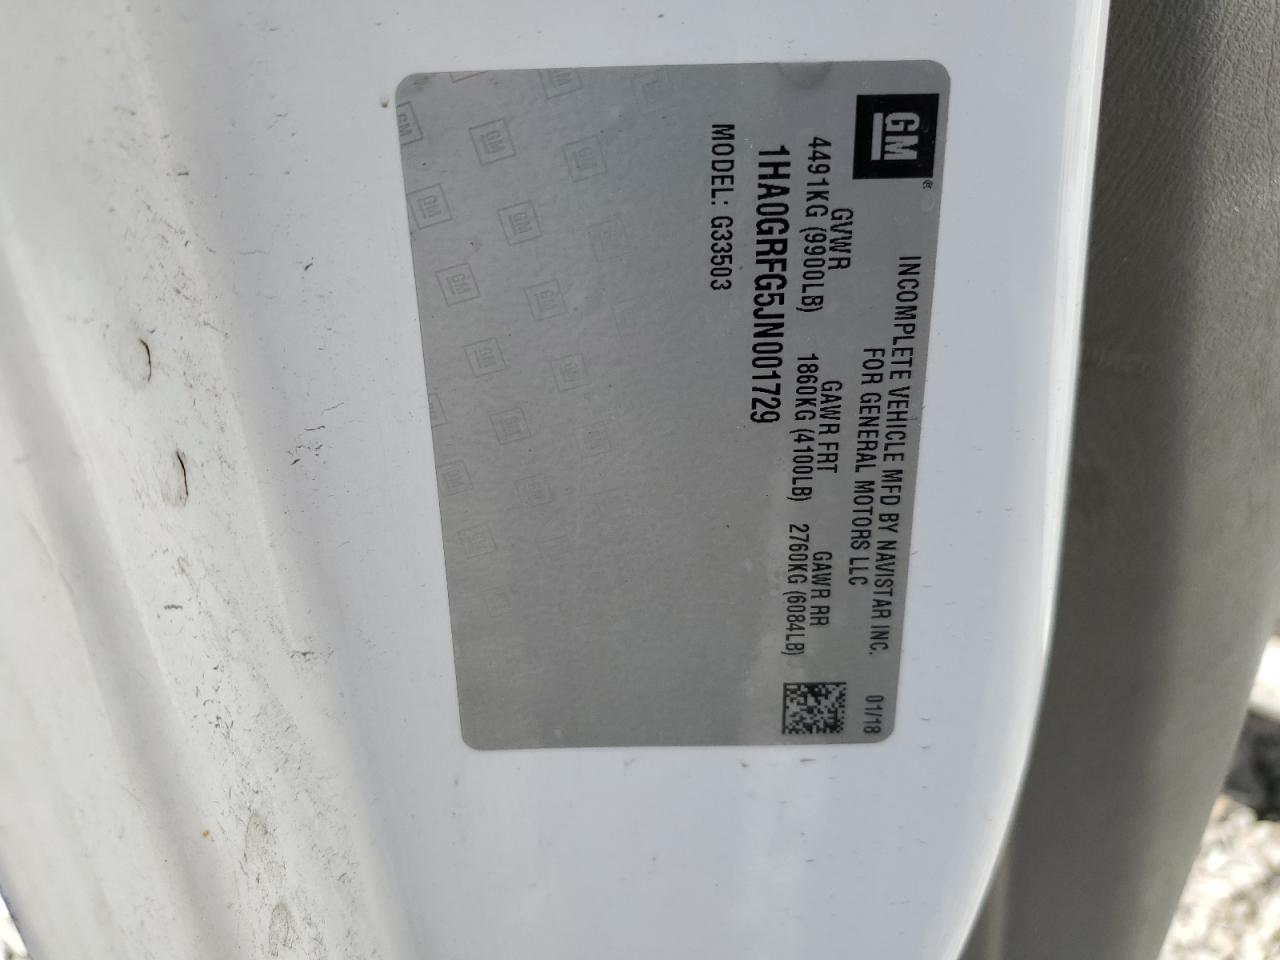 GM®
INCOMPLETE VEHICLE MFD BY NAVISTAR INC. 01/18
FOR GENERAL MOTORS LLC
GVWR GAWR FRT GAWR RR
4491KG (9900LB) 1860KG (4100LB) 2760KG (6084LB)
1HA0GRFG5JN001729
MODEL: G33503